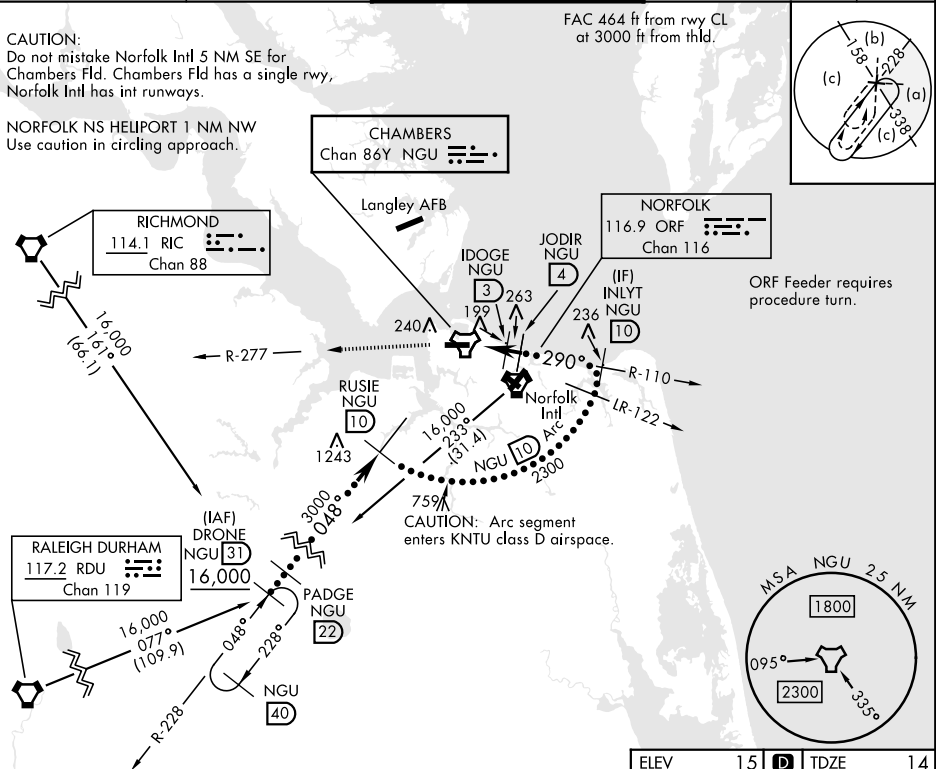 FAC 464 ft from rwy CL
at 3000 ft from thld.
CAUTION:
Do not mistake Norfolk Intl 5 NM SE for
Chambers Fld. Chambers Fld has a single rwy,
Norfolk Intl has int runways.
NORFOLK NS HELIPORT 1 NM NW
Use caution in circling approach.
(b)
158
228
(c)
(a)
338
(c)
CHAMBERS
Chan 86Y NGU
Langley AFB
RICHMOND
114.1 RIC
Chan 88
NORFOLK
116.9 ORF
Chan 116
IDOGE
NGU
3
JODIR
NGU
4
(IF)
INLYT
NGU
10
ORF Feeder requires
procedure turn.
240
199
263
236
16,000
161°
(66.1)
R-277
290°
R-110
LR-122
Norfolk
Intl
RUSIE
NGU
10
1243
16,000
233°
(31.4)
NGU 10 Arc
2300
759
CAUTION: Arc segment
enters KNTU class D airspace.
3000
048°
(IAF)
DRONE
NGU 31
16,000
RALEIGH DURHAM
117.2 RDU
Chan 119
PADGE
NGU
22
16,000
077°
(109.9)
048°
228°
NGU
40
R-228
MSA NGU 25 NM
1800
095°
2300
335°
ELEV 15 D TDZE 14